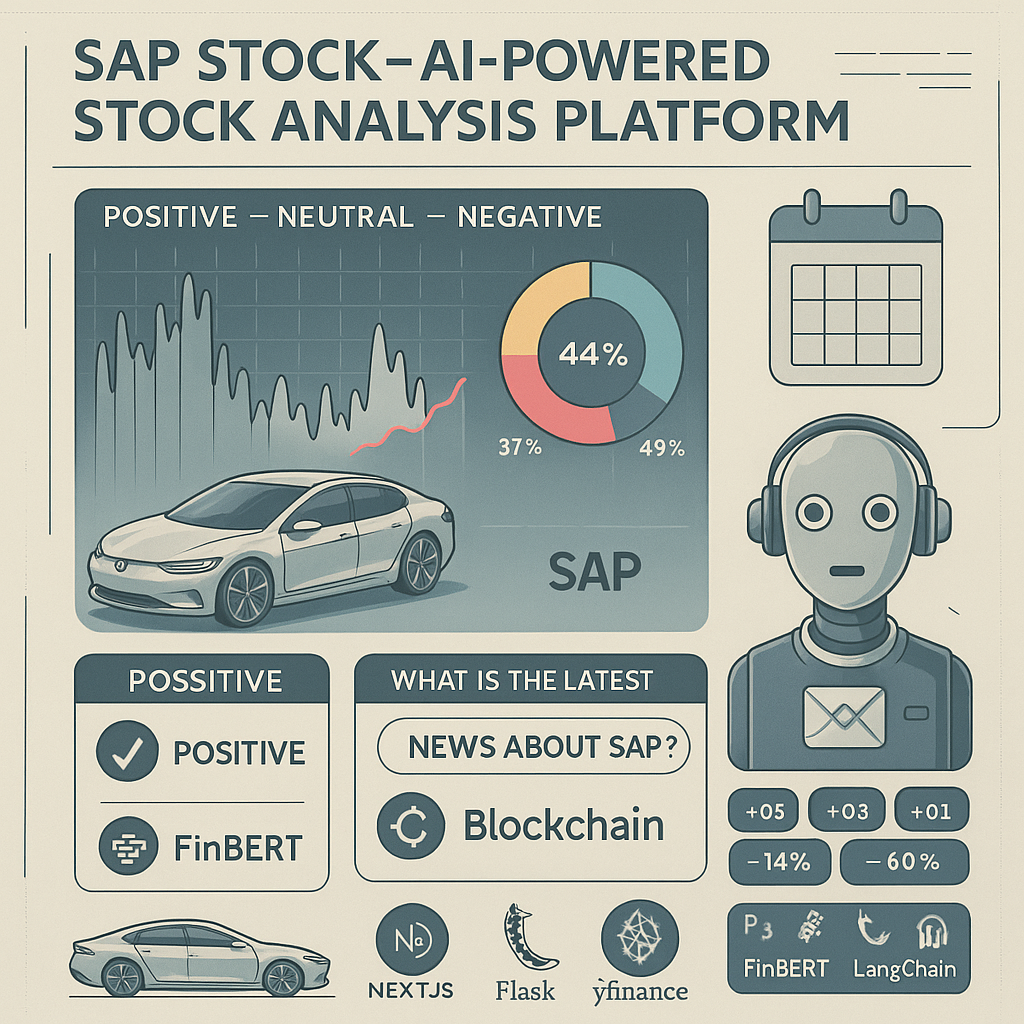 SAP STOCK–AI-POWERED
STOCK ANALYSIS PLATFORM
POSITIVE – NEUTRAL – NEGATIVE
44%
37%
49%
SAP
POSSITIVE
POSITIVE
FinBERT
WHAT IS THE LATEST
NEWS ABOUT SAP?
Blockchain
+05 +03 +01
–14% –60%
NEXTJS
Flask
ỳfinance
P3
FinBERT LangChain